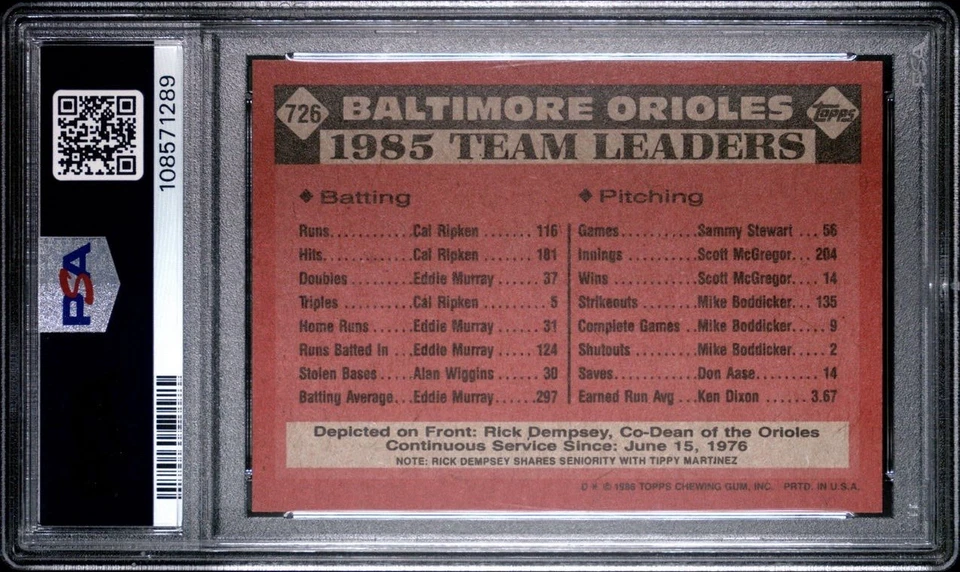 108571289
PSA
726 BALTIMORE ORIOLES Topps
1985 TEAM LEADERS
Batting
Runs..............Cal Ripken ........ 116
Hits...............Cal Ripken ........ 181
Doubles ..........Eddie Murray ..... 37
Triples ...........Cal Ripken .......... 5
Home Runs .....Eddie Murray ..... 31
Runs Batted In ...Eddie Murray ..... 124
Stolen Bases.....Alan Wiggins ...... 30
Batting Average...Eddie Murray.....297
Pitching
Games...........Sammy Stewart ... 56
Innings ..........Scott McGregor... 204
Wins .............Scott McGregor... 14
Strikeouts .......Mike Boddicker... 135
Complete Games ..Mike Boddicker.... 9
Shutouts .........Mike Boddicker..... 2
Saves............Don Aase......... 14
Earned Run Avg ...Ken Dixon ...... 3.67
Depicted on Front: Rick Dempsey, Co-Dean of the Orioles
Continuous Service Since: June 15, 1976
NOTE: RICK DEMPSEY SHARES SENIORITY WITH TIPPY MARTINEZ
D * © 1986 TOPPS CHEWING GUM, INC. PRTD. IN U.S.A.